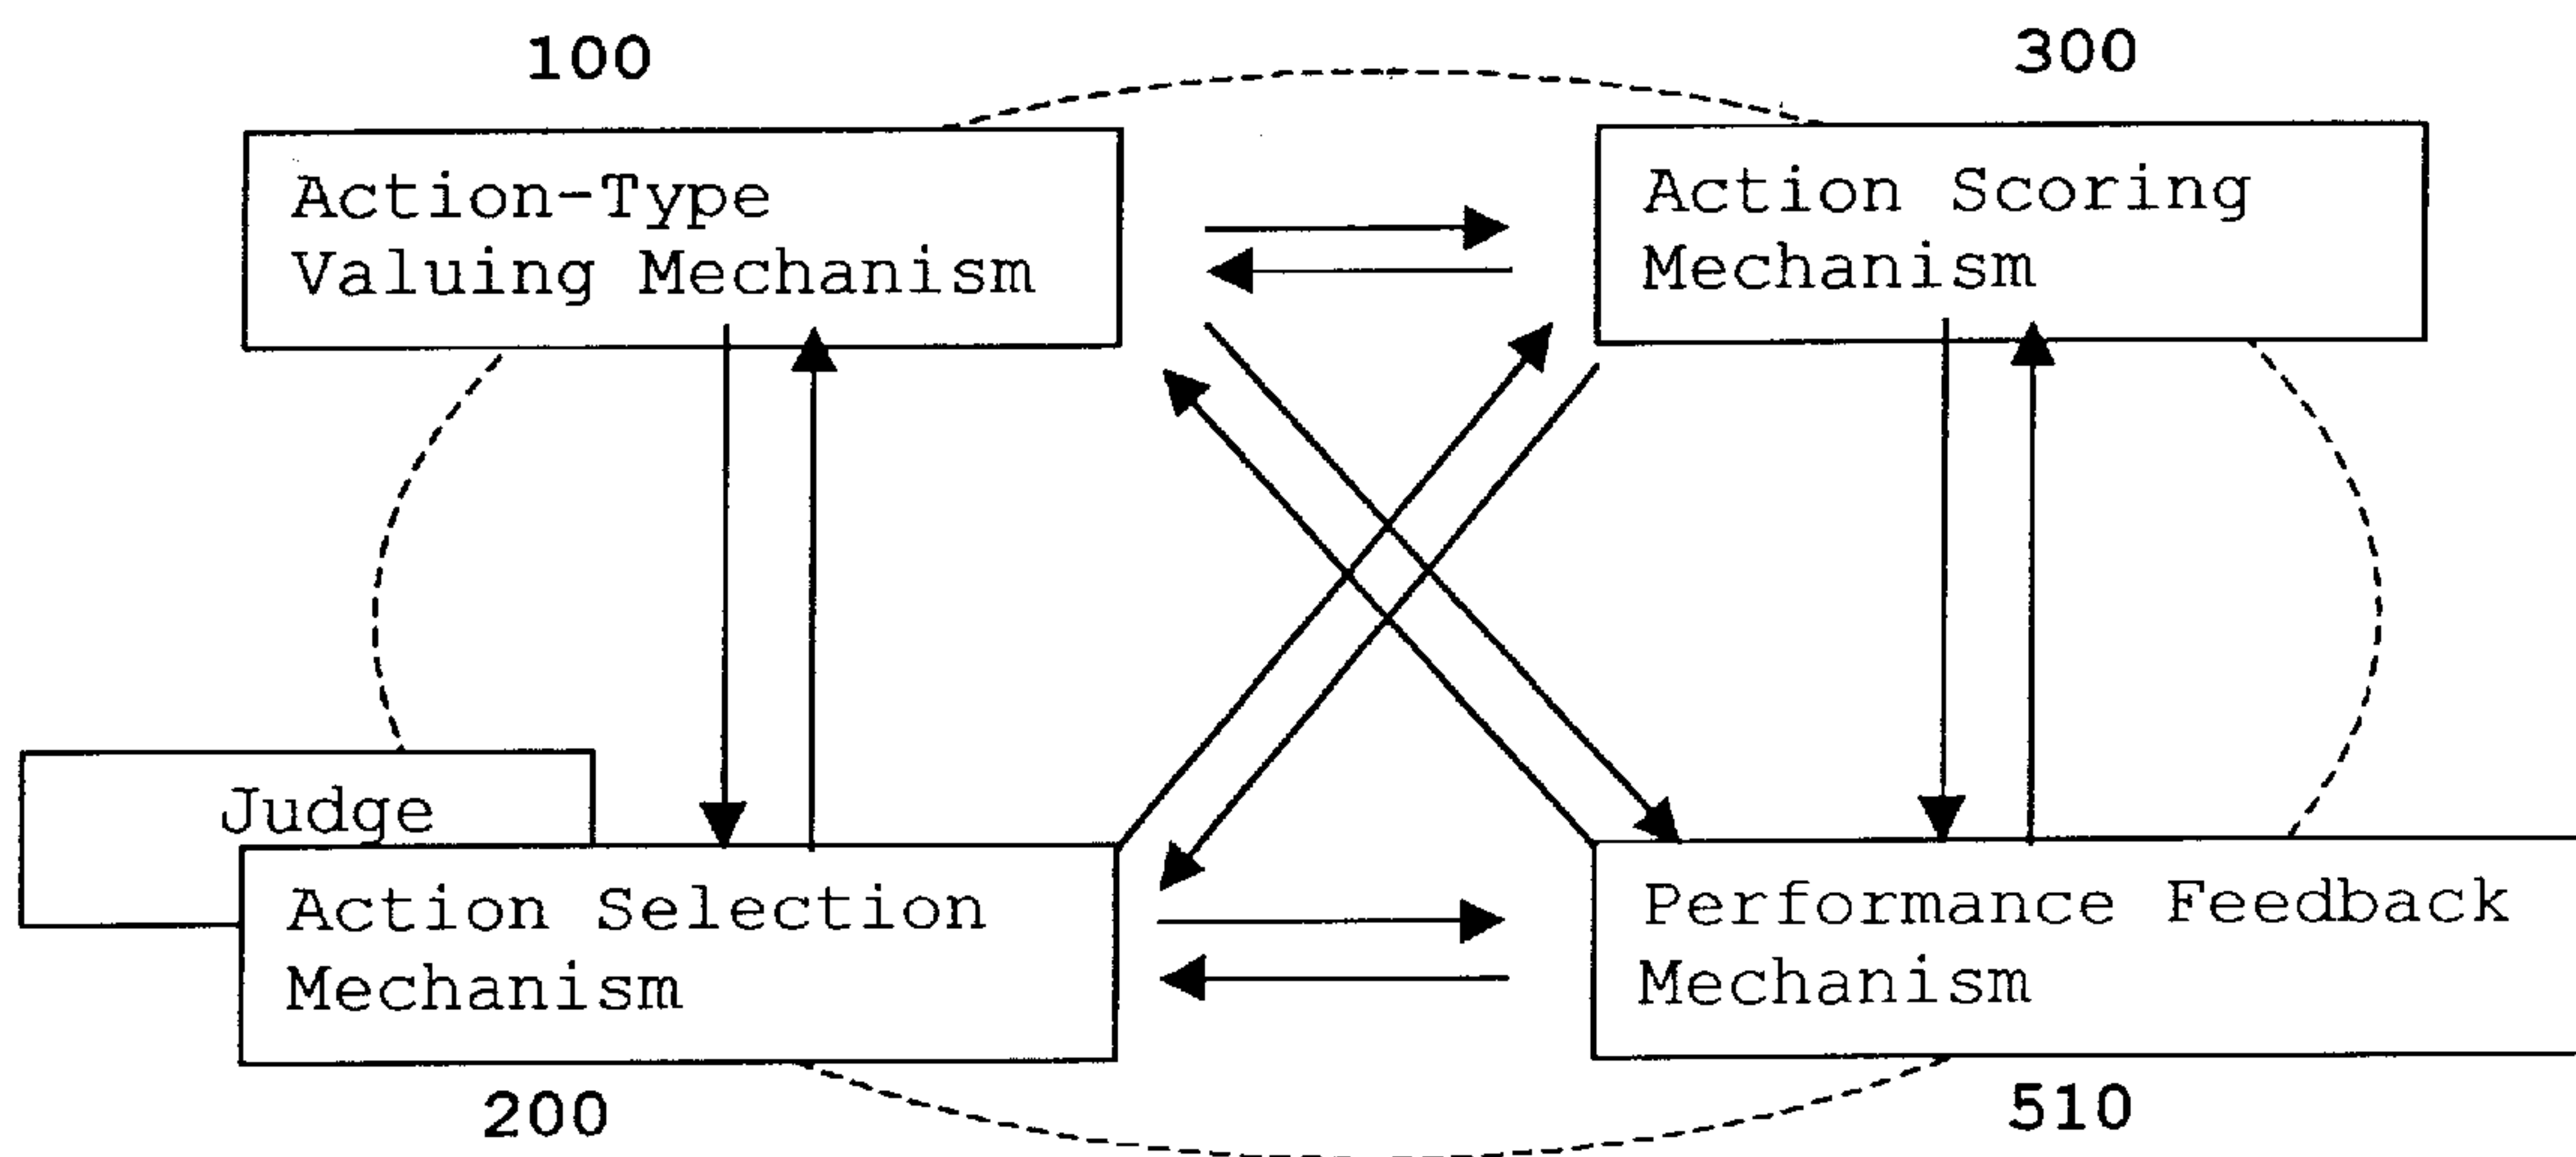 100
300
Action-Type
Valuing Mechanism
Action Scoring
Mechanism
Judge
Action Selection
Mechanism
Performance Feedback
Mechanism
200
510